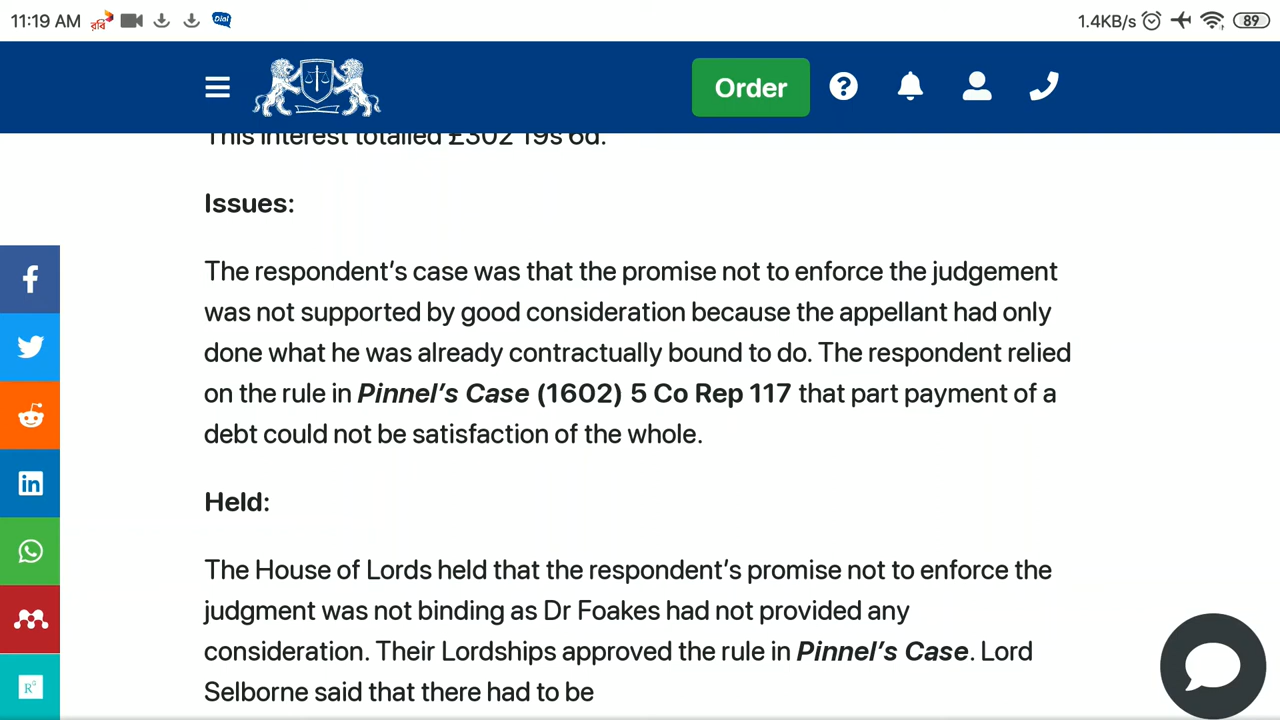 11:19 AM রবি Dial 1.4KB/s 89
Order
This interest totalled £302 19s 6d.
Issues:
The respondent’s case was that the promise not to enforce the judgement
was not supported by good consideration because the appellant had only
done what he was already contractually bound to do. The respondent relied
on the rule in Pinnel’s Case (1602) 5 Co Rep 117 that part payment of a
debt could not be satisfaction of the whole.
Held:
The House of Lords held that the respondent’s promise not to enforce the
judgment was not binding as Dr Foakes had not provided any
consideration. Their Lordships approved the rule in Pinnel’s Case. Lord
Selborne said that there had to be
f
in
R⁶